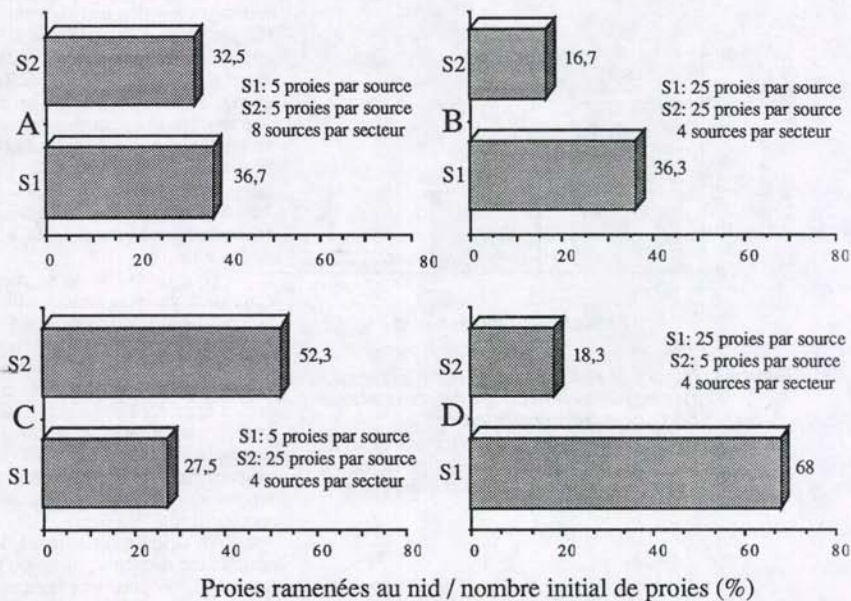 S2
32,5
S1: 5 proies par source
S2: 5 proies par source
8 sources par secteur
A
S1
36,7
0 20 40 60 80
S2
16,7
S1: 25 proies par source
S2: 25 proies par source
4 sources par secteur
B
S1
36,3
0 20 40 60 80
S2
52,3
C
S1: 5 proies par source
S2: 25 proies par source
4 sources par secteur
S1
27,5
0 20 40 60 80
S2
18,3
S1: 25 proies par source
S2: 5 proies par source
4 sources par secteur
D
S1
68
0 20 40 60 80
Proies ramenées au nid / nombre initial de proies (%)